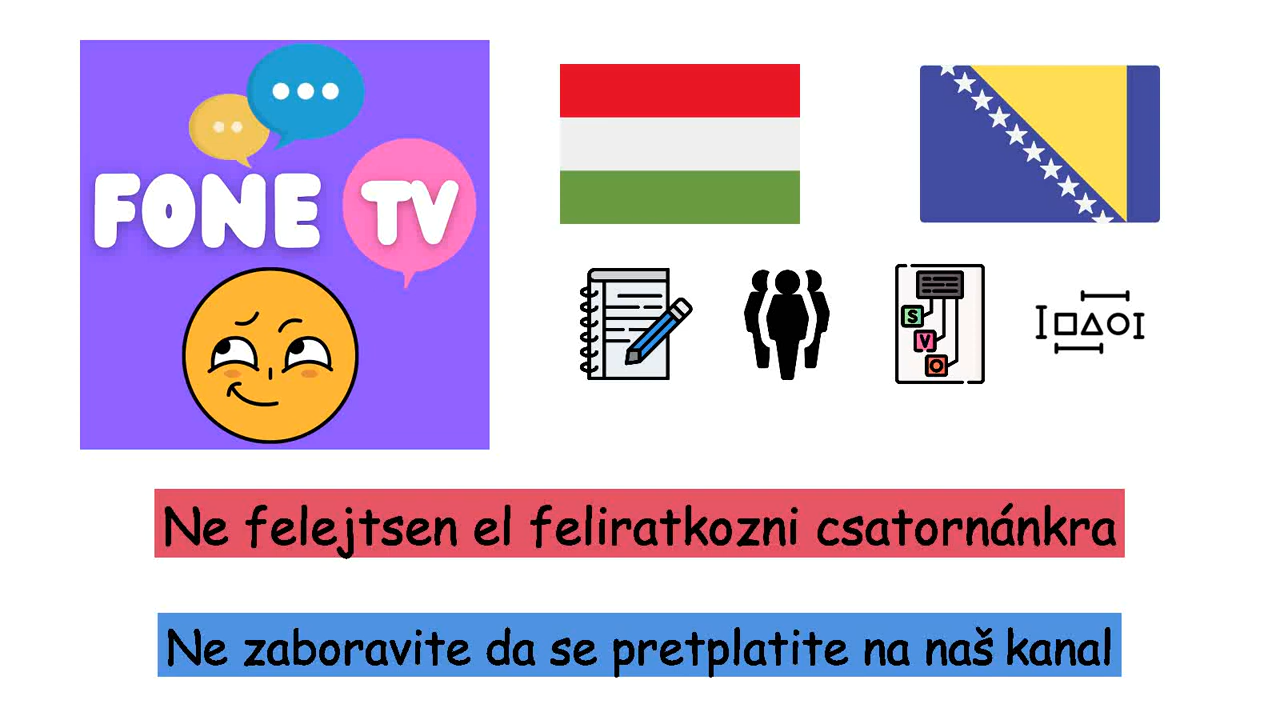 FONE TV
S
V
O
Ne felejtsen el feliratkozni csatornánkra
Ne zaboravite da se pretplatite na naš kanal